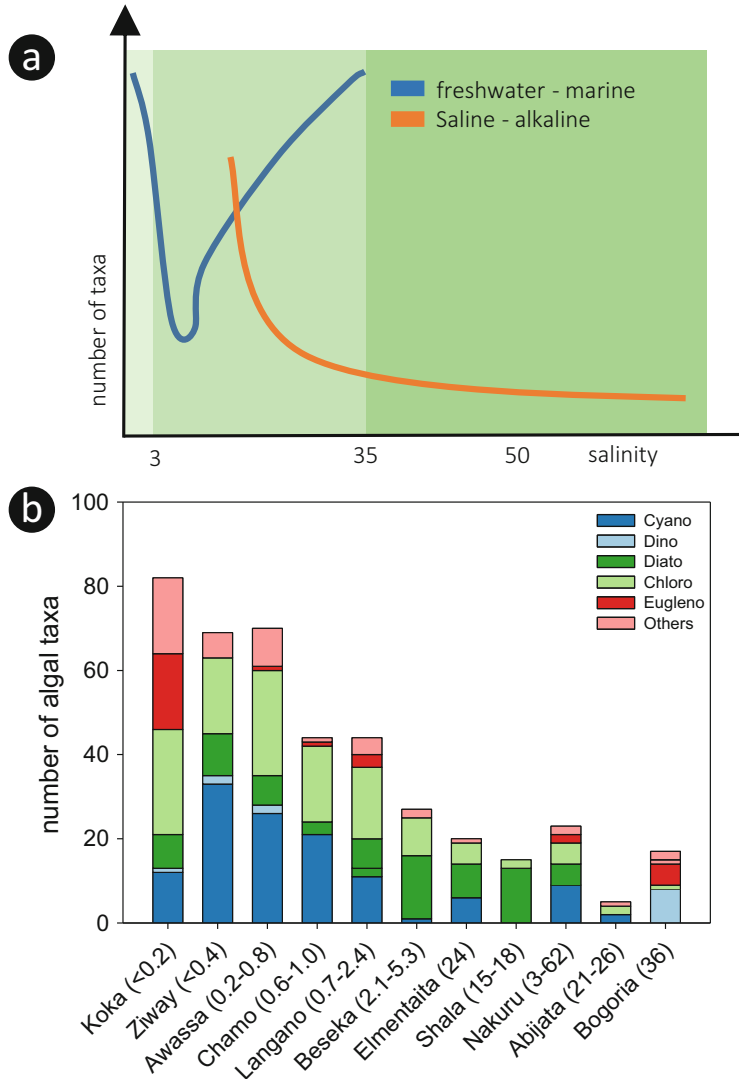 a
freshwater - marine
Saline - alkaline
number of taxa
3
35
50
salinity
b
100
80
60
40
20
0
number of algal taxa
Cyano
Dino
Diato
Chloro
Eugleno
Others
Koka (<0.2)
Ziway (<0.4)
Awassa (0.2-0.8)
Chamo (0.6-1.0)
Langano (0.7-2.4)
Beseka (2.1-5.3)
Elmentaita (24)
Shala (15-18)
Nakuru (3-62)
Abijata (21-26)
Bogoria (36)